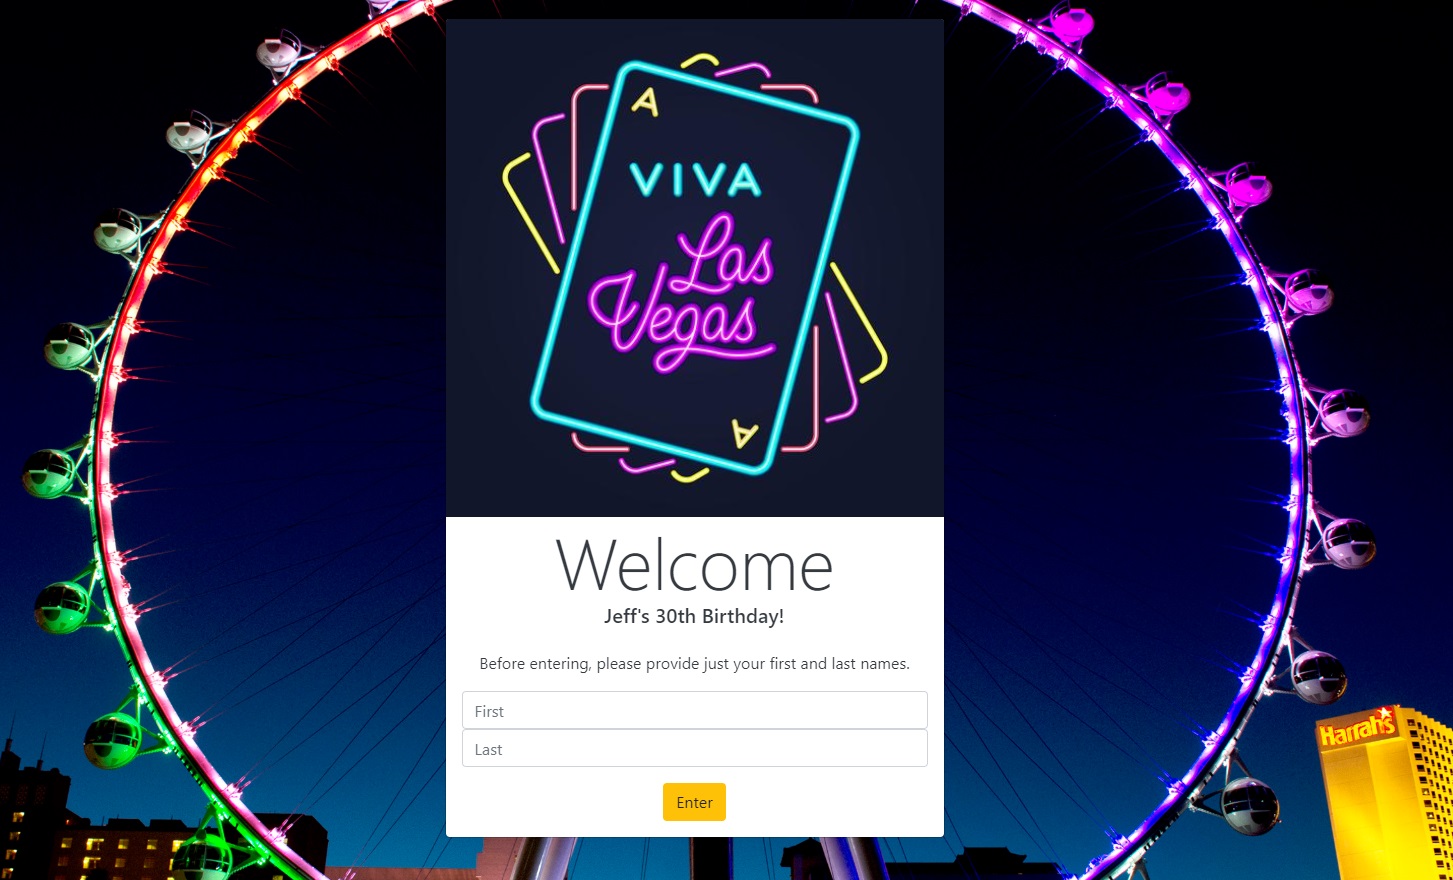 A
VIVA
Las
Vegas
A
Welcome
Jeff's 30th Birthday!
Before entering, please provide just your first and last names.
First
Last
Enter
Harrah's